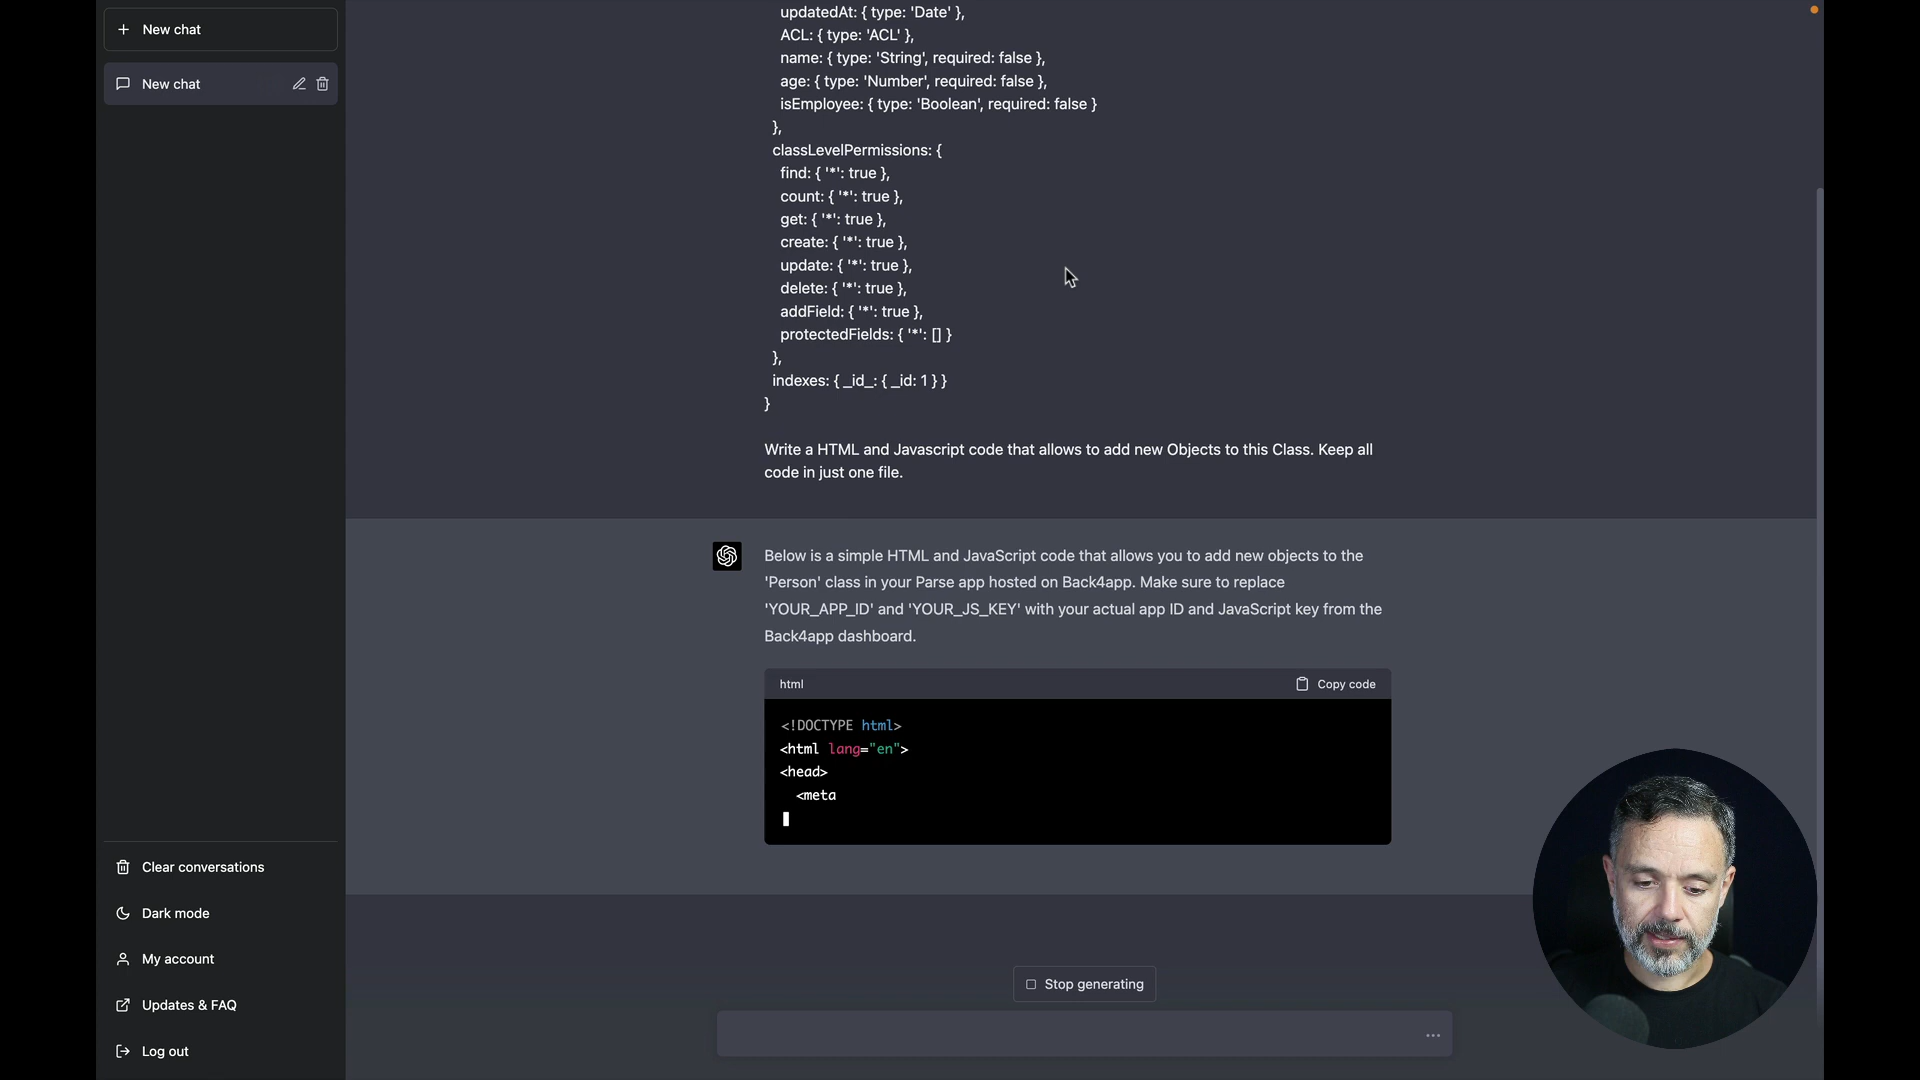 New chat
New chat
updatedAt: { type: 'Date' },
ACL: { type: 'ACL' },
name: { type: 'String', required: false },
age: { type: 'Number', required: false },
isEmployee: { type: 'Boolean', required: false }
},
classLevelPermissions: {
find: { '*': true },
count: { '*': true },
get: { '*': true },
create: { '*': true },
update: { '*': true },
delete: { '*': true },
addField: { '*': true },
protectedFields: { '*': [] }
},
indexes: { _id_: { _id: 1 } }
}
Write a HTML and Javascript code that allows to add new Objects to this Class. Keep all
code in just one file.
Below is a simple HTML and JavaScript code that allows you to add new objects to the
'Person' class in your Parse app hosted on Back4app. Make sure to replace
'YOUR_APP_ID' and 'YOUR_JS_KEY' with your actual app ID and JavaScript key from the
Back4app dashboard.
html Copy code
<!DOCTYPE html>
<html lang="en">
<head>
<meta
Stop generating
Clear conversations
Dark mode
My account
Updates & FAQ
Log out